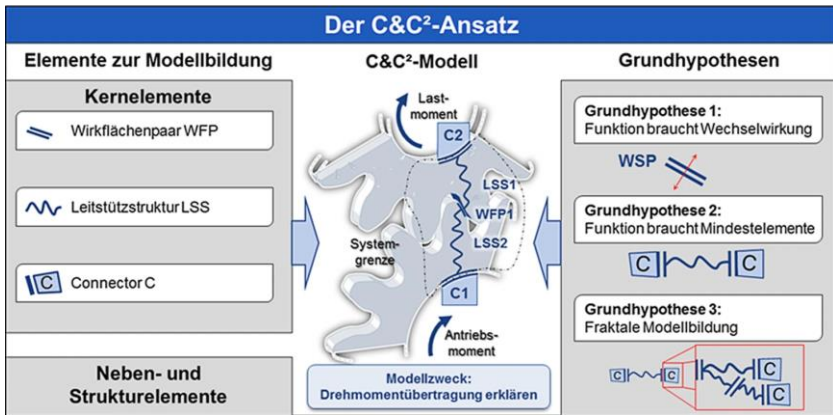 Der C&C²-Ansatz
Elemente zur Modellbildung
Kernelemente
Wirkflächenpaar WFP
Leitstützstruktur LSS
C
Connector C
Neben- und
Strukturelemente
C&C²-Modell
Last-
moment
C2
LSS1
WFP1
System-
grenze
LSS2
C1
Antriebs-
moment
Modellzweck:
Drehmomentübertragung erklären
Grundhypothesen
Grundhypothese 1:
Funktion braucht Wechselwirkung
WSP
Grundhypothese 2:
Funktion braucht Mindestelemente
C C
Grundhypothese 3:
Fraktale Modellbildung
C C
C
C